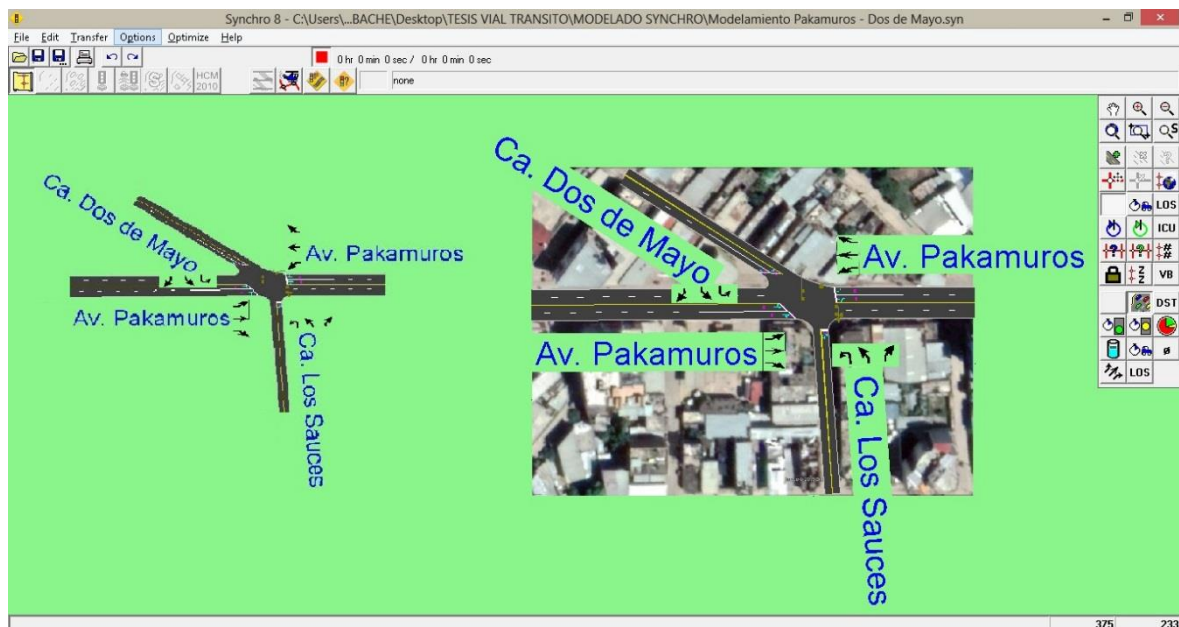 Synchro 8 - C:\Users\...BACHE\Desktop\TESIS VIAL TRANSITO\MODELADO SYNCHRO\Modelamiento Pakamuros - Dos de Mayo.syn
File Edit Transfer Options Optimize Help
0 hr 0 min 0 sec / 0 hr 0 min 0 sec
HCM
2010
none
Ca. Dos de Mayo
Av. Pakamuros
Av. Pakamuros
Ca. Los Sauces
Ca. Dos de Mayo
Av. Pakamuros
Av. Pakamuros
Ca. Los Sauces
LOS
ICU
VB
DST
LOS
375 233